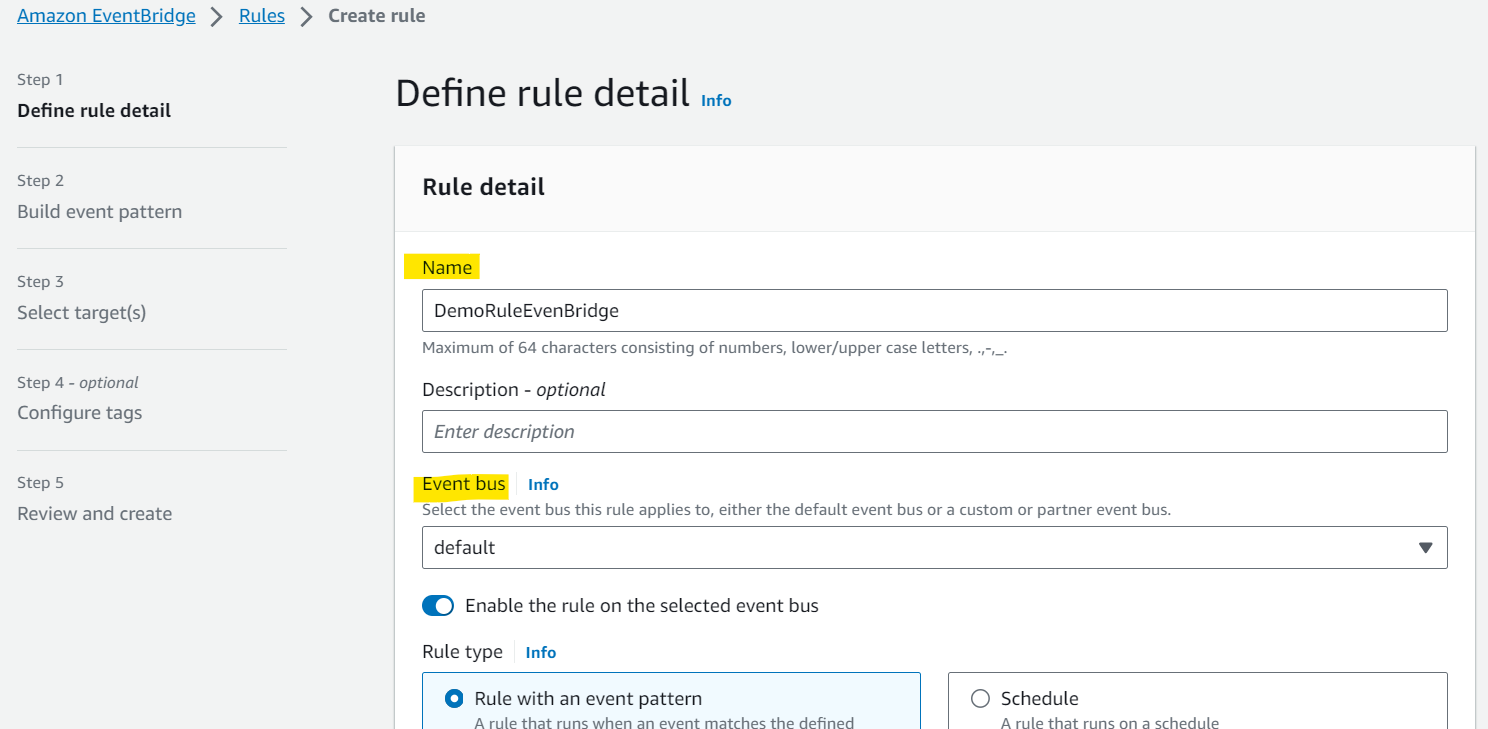 Amazon EventBridge > Rules > Create rule
Step 1
Define rule detail
Step 2
Build event pattern
Step 3
Select target(s)
Step 4 - optional
Configure tags
Step 5
Review and create
Define rule detail Info
Rule detail
Name
DemoRuleEvenBridge
Maximum of 64 characters consisting of numbers, lower/upper case letters, .,-,_.
Description - optional
Enter description
Event bus Info
Select the event bus this rule applies to, either the default event bus or a custom or partner event bus.
default
Enable the rule on the selected event bus
Rule type Info
Rule with an event pattern
A rule that runs when an event matches the defined
Schedule
A rule that runs on a schedule